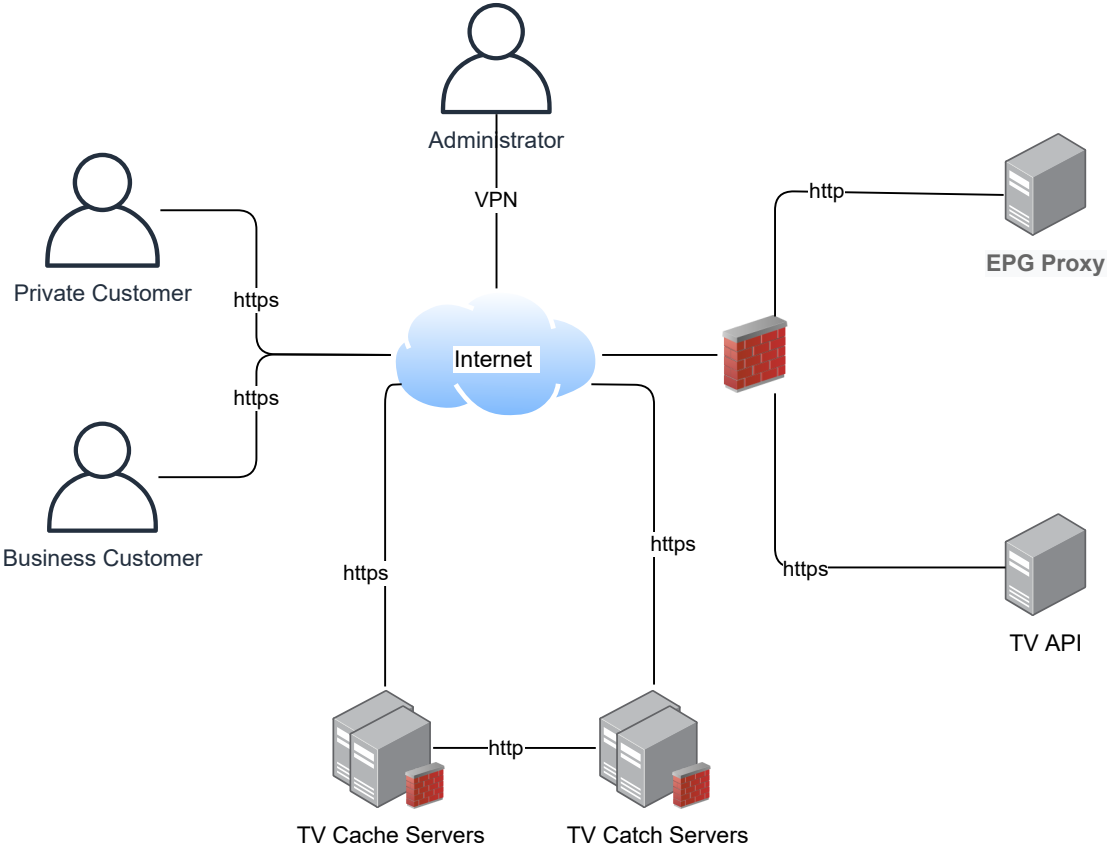 Administrator
VPN
http
EPG Proxy
Private Customer
https
Internet
https
Business Customer
https
https
https
TV API
http
TV Cache Servers
TV Catch Servers